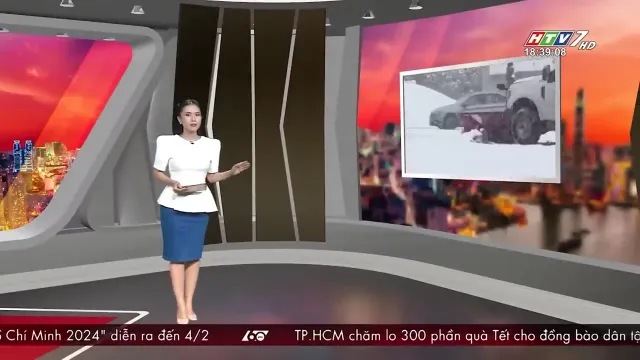 HTV7 HD
18:39:08
S Chí Minh 2024" diễn ra đến 4/2 60 TP.HCM chăm lo 300 phần quà Tết cho đồng bào dân tộ